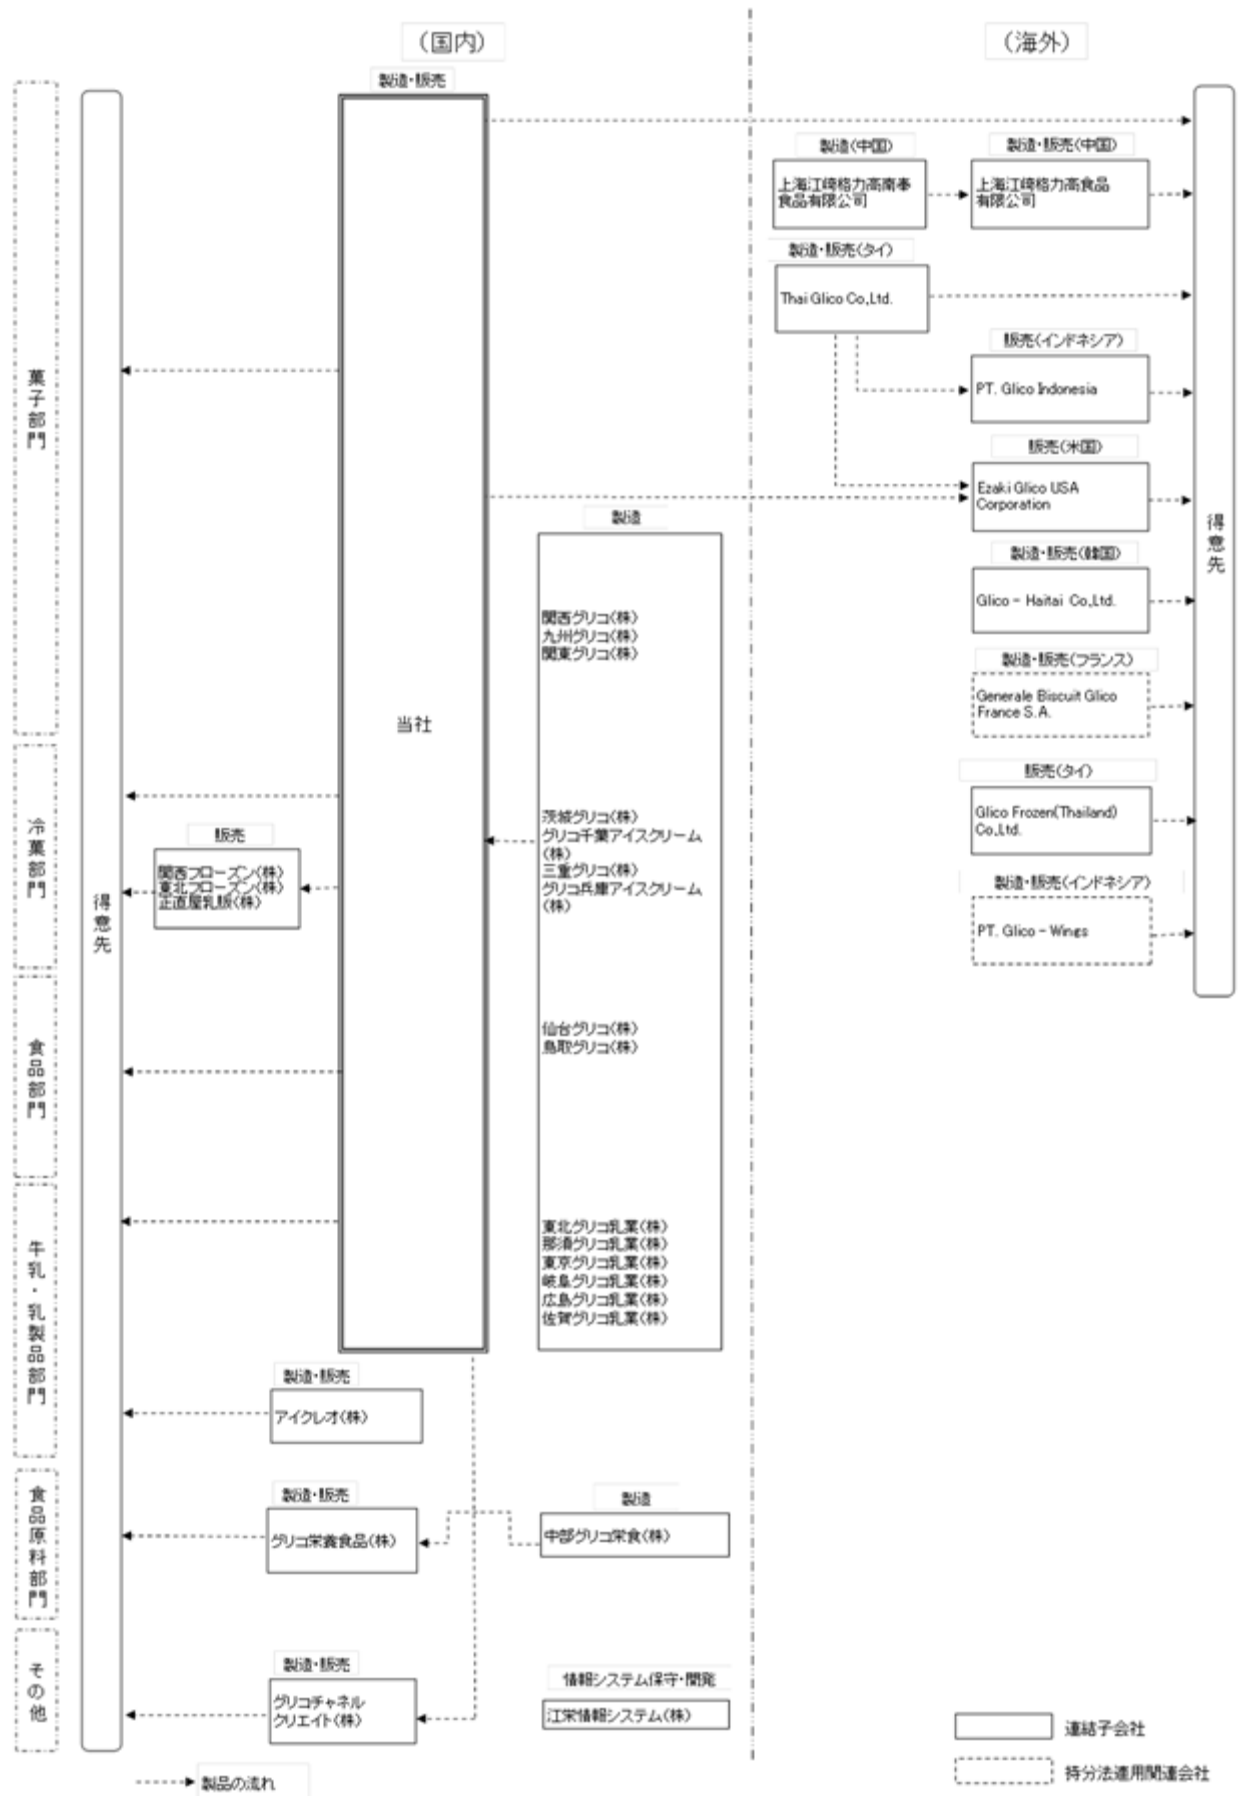 （国内）
（海外）
製造・販売
菓子部門
冷菓部門
食品部門
牛乳・乳製品部門
食品原料部門
その他
得意先
当社
販売
関西フローズン(株)
東北フローズン(株)
正直屋乳販(株)
製造・販売
アイクレオ(株)
製造・販売
グリコ栄養食品(株)
製造・販売
グリコチャネル
クリエイト(株)
製造
関西グリコ(株)
九州グリコ(株)
関東グリコ(株)
茨城グリコ(株)
グリコ千葉アイスクリーム
(株)
三重グリコ(株)
グリコ兵庫アイスクリーム
(株)
仙台グリコ(株)
鳥取グリコ(株)
東北グリコ乳業(株)
那須グリコ乳業(株)
東京グリコ乳業(株)
岐阜グリコ乳業(株)
広島グリコ乳業(株)
佐賀グリコ乳業(株)
製造
中部グリコ栄食(株)
情報システム保守・開発
江栄情報システム(株)
製造(中国)
上海江崎格力高南奉
食品有限公司
製造・販売(中国)
上海江崎格力高食品
有限公司
製造・販売(タイ)
Thai Glico Co,Ltd.
販売(インドネシア)
PT. Glico Indonesia
販売(米国)
Ezaki Glico USA
Corporation
製造・販売(韓国)
Glico - Haitai Co,Ltd.
製造・販売(フランス)
Generale Biscuit Glico
France S.A.
販売(タイ)
Glico Frozen(Thailand)
Co,Ltd.
製造・販売(インドネシア)
PT. Glico - Wings
得意先
連結子会社
持分法適用関連会社
製品の流れ